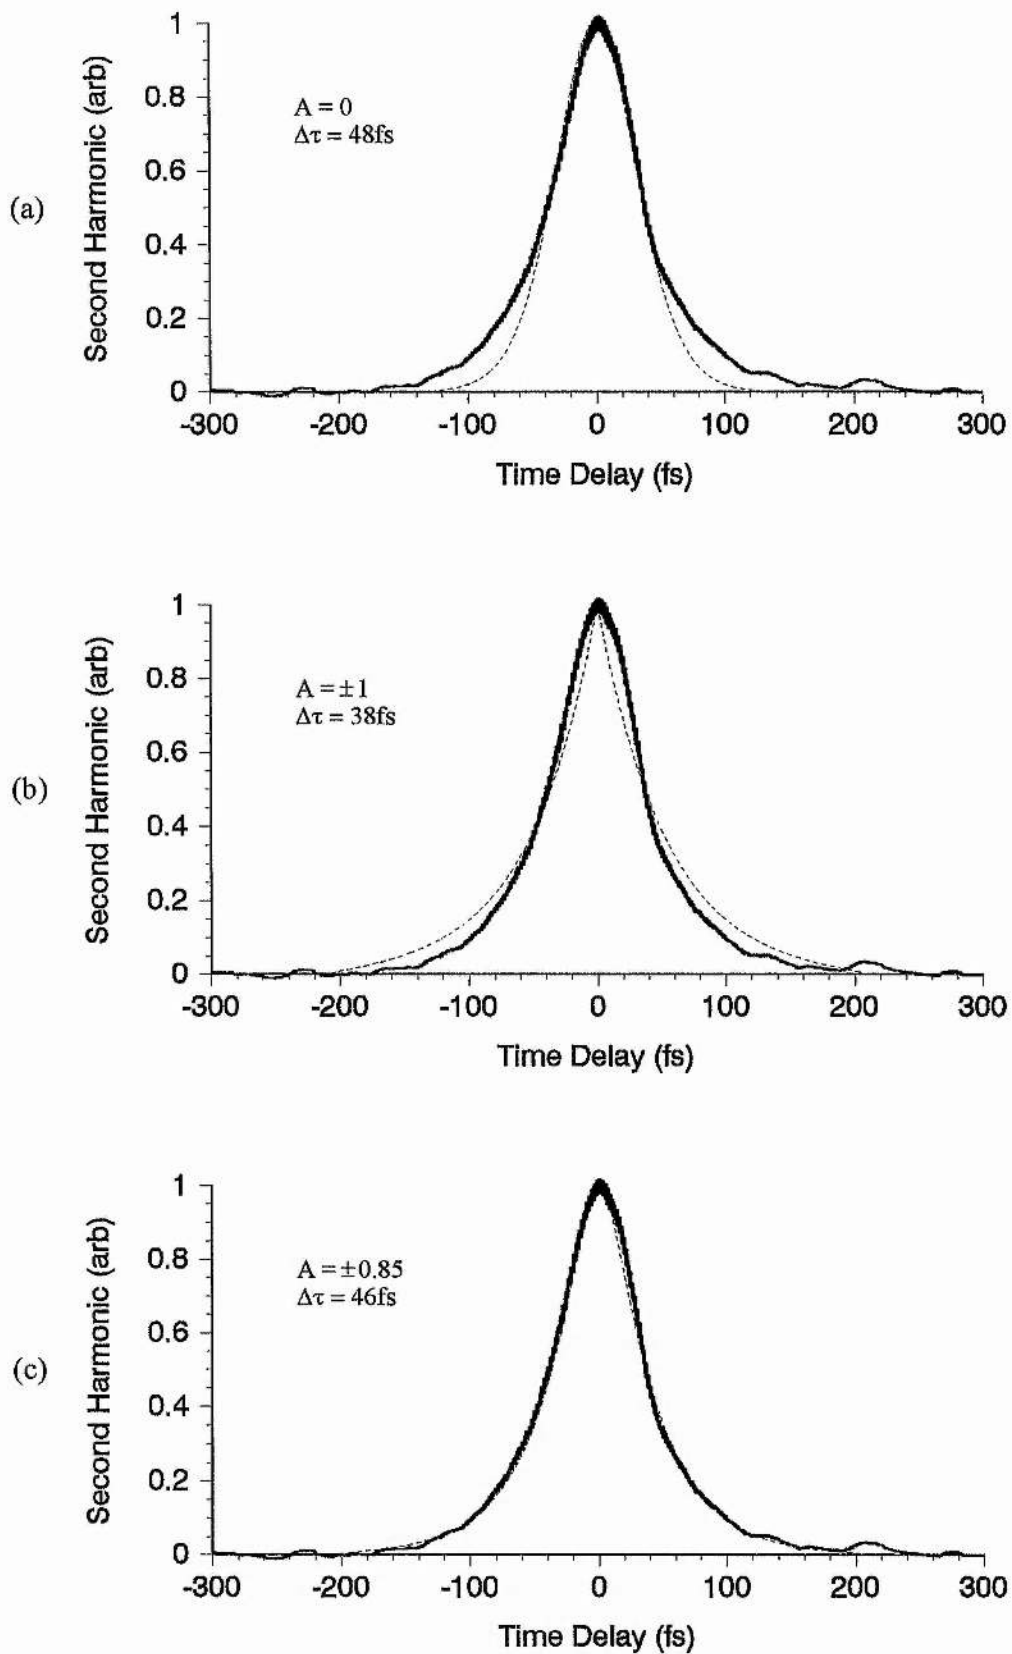 (a)
Second Harmonic (arb)
1
0.8
0.6
0.4
0.2
0
A = 0
Δτ = 48fs
-300 -200 -100 0 100 200 300
Time Delay (fs)
(b)
Second Harmonic (arb)
1
0.8
0.6
0.4
0.2
0
A = ±1
Δτ = 38fs
-300 -200 -100 0 100 200 300
Time Delay (fs)
(c)
Second Harmonic (arb)
1
0.8
0.6
0.4
0.2
0
A = ±0.85
Δτ = 46fs
-300 -200 -100 0 100 200 300
Time Delay (fs)